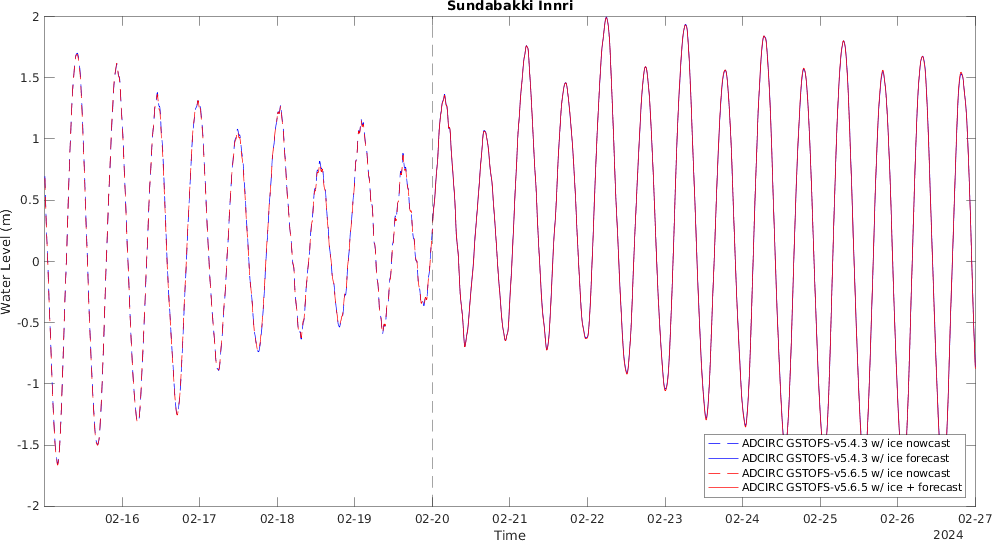 Sundabakki Innri
2
1.5
1
0.5
0
-0.5
-1
-1.5
-2
Water Level (m)
ADCIRC GSTOFS-v5.4.3 w/ ice nowcast
ADCIRC GSTOFS-v5.4.3 w/ ice forecast
ADCIRC GSTOFS-v5.6.5 w/ ice nowcast
ADCIRC GSTOFS-v5.6.5 w/ ice + forecast
02-16 02-17 02-18 02-19 02-20 02-21 02-22 02-23 02-24 02-25 02-26 02-27
Time
2024